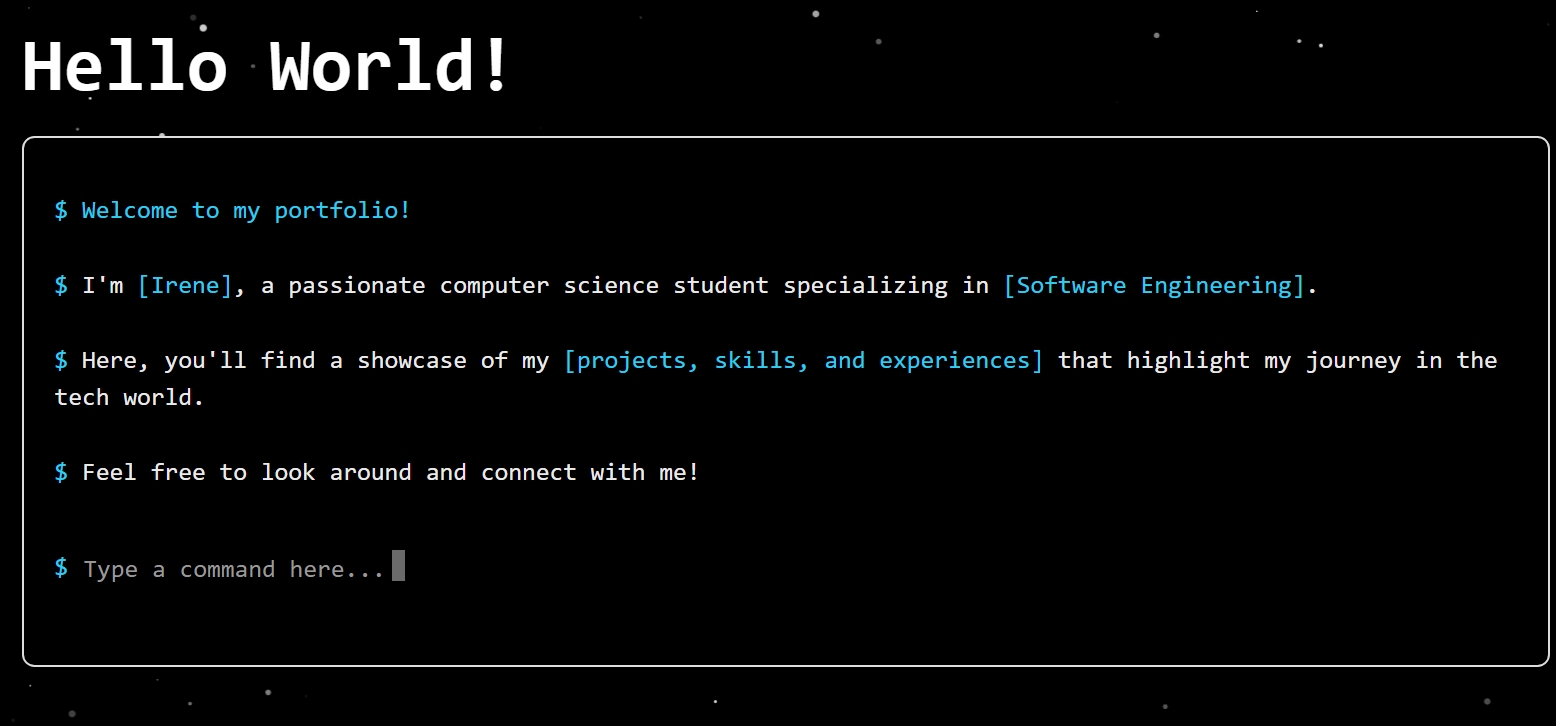 Hello World!
$ Welcome to my portfolio!
$ I'm [Irene], a passionate computer science student specializing in [Software Engineering].
$ Here, you'll find a showcase of my [projects, skills, and experiences] that highlight my journey in the
tech world.
$ Feel free to look around and connect with me!
$ Type a command here...